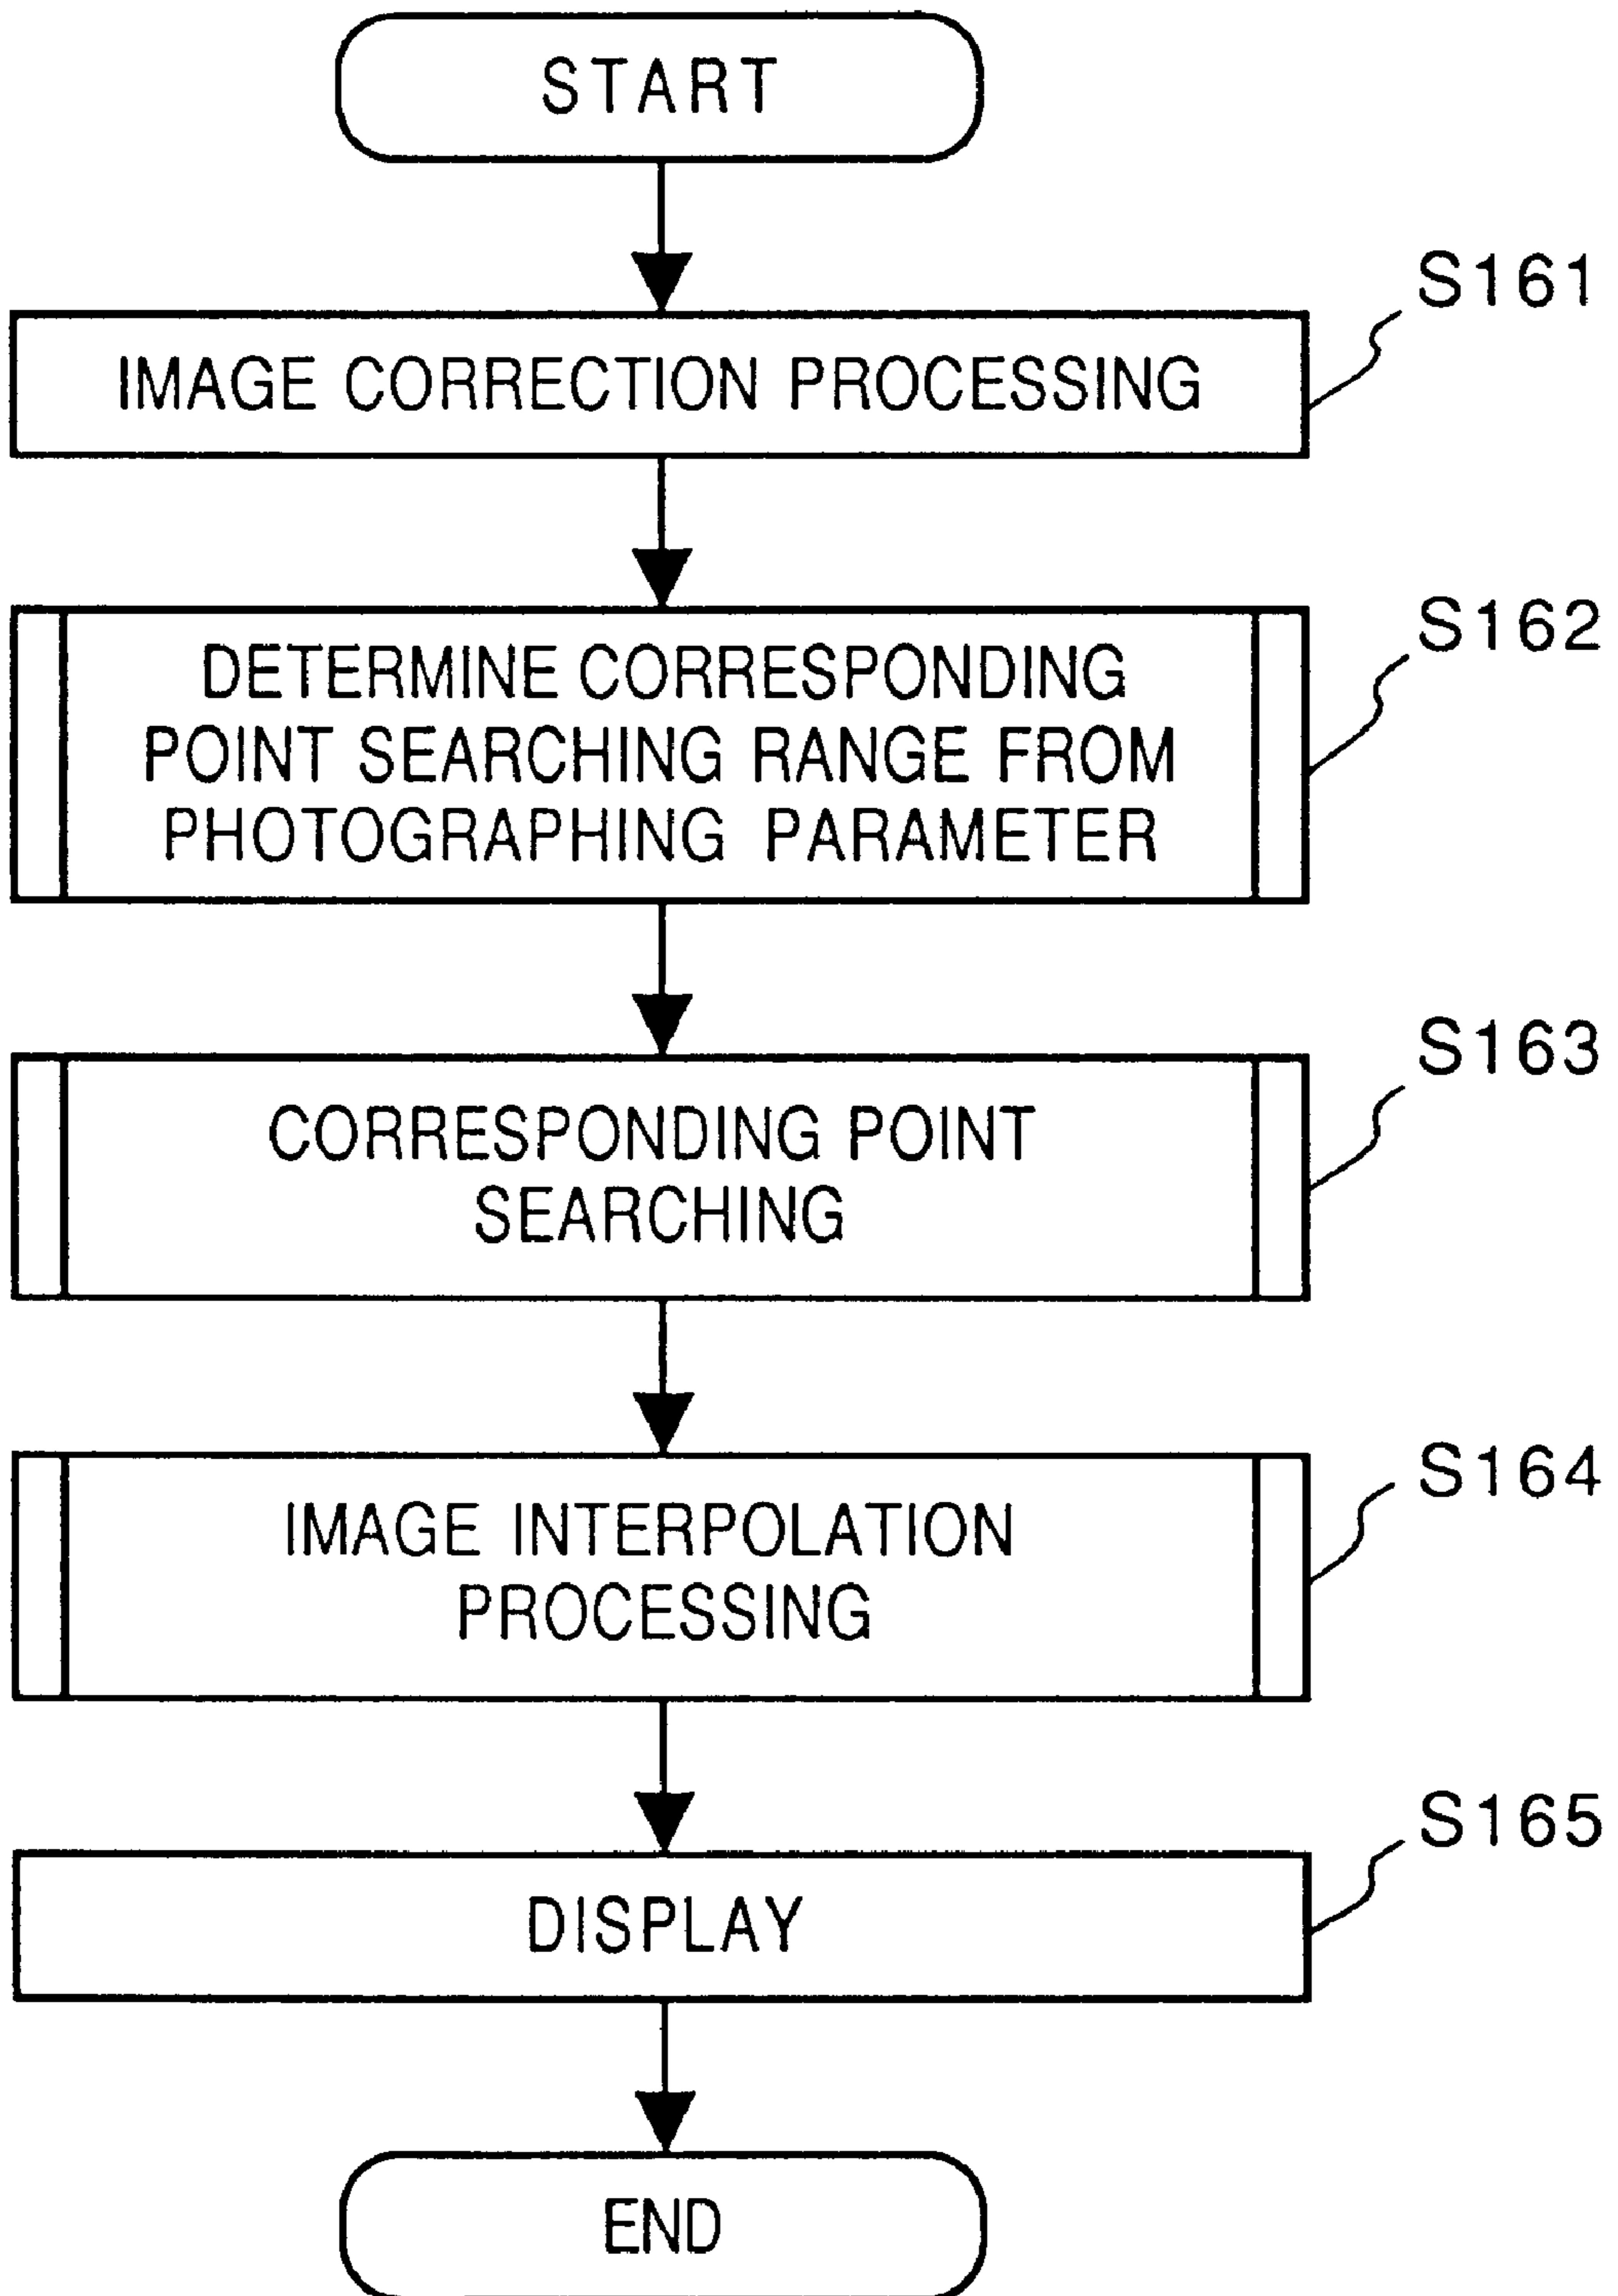 START
S161
IMAGE CORRECTION PROCESSING
S162
DETERMINE CORRESPONDING
POINT SEARCHING RANGE FROM
PHOTOGRAPHING PARAMETER
S163
CORRESPONDING POINT
SEARCHING
S164
IMAGE INTERPOLATION
PROCESSING
S165
DISPLAY
END